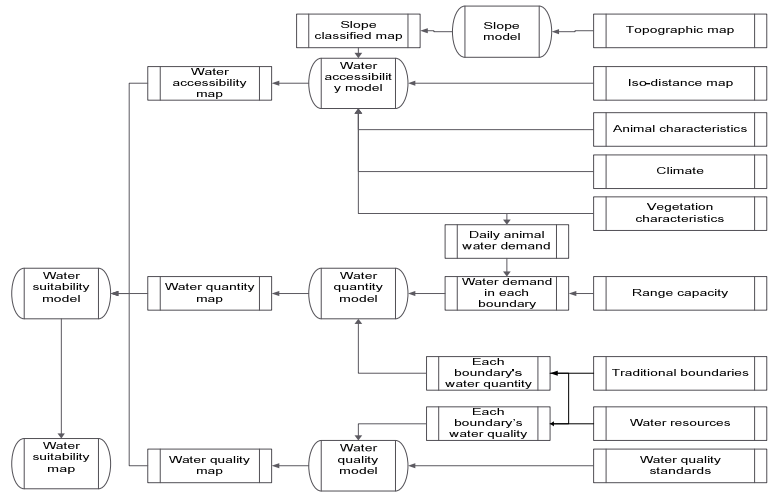 Slope
classified map
Slope
model
Topographic map
Water
accessibility
map
Water
accessibilit
y model
Iso-distance map
Animal characteristics
Climate
Vegetation
characteristics
Daily animal
water demand
Water
suitability
model
Water quantity
map
Water
quantity
model
Water demand
in each
boundary
Range capacity
Each
boundary's
water quantity
Traditional boundaries
Each
boundary's
water quality
Water resources
Water
suitability
map
Water quality
map
Water
quality
model
Water quality
standards